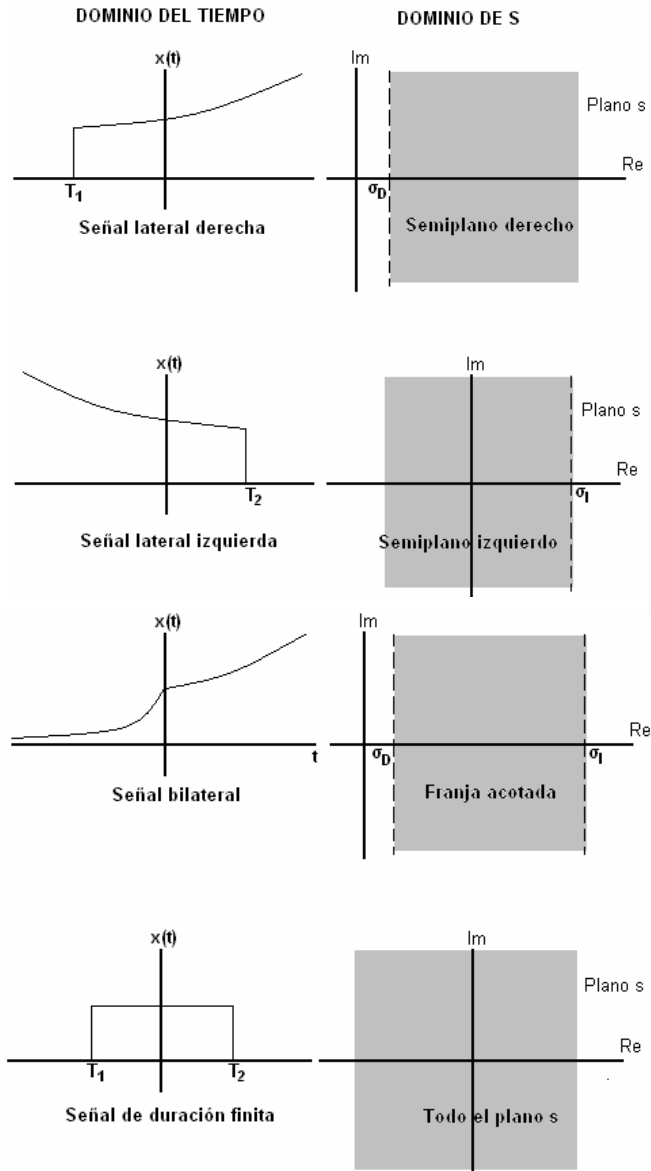 DOMINIO DEL TIEMPO
DOMINIO DE S
x(t)
T1
Señal lateral derecha
Im
Plano s
Re
σD
Semiplano derecho
x(t)
T2
Señal lateral izquierda
Im
Plano s
Re
σI
Semiplano izquierdo
x(t)
t
Señal bilateral
Im
Re
σD
σI
Franja acotada
x(t)
T1
T2
Señal de duración finita
Im
Plano s
Re
Todo el plano s